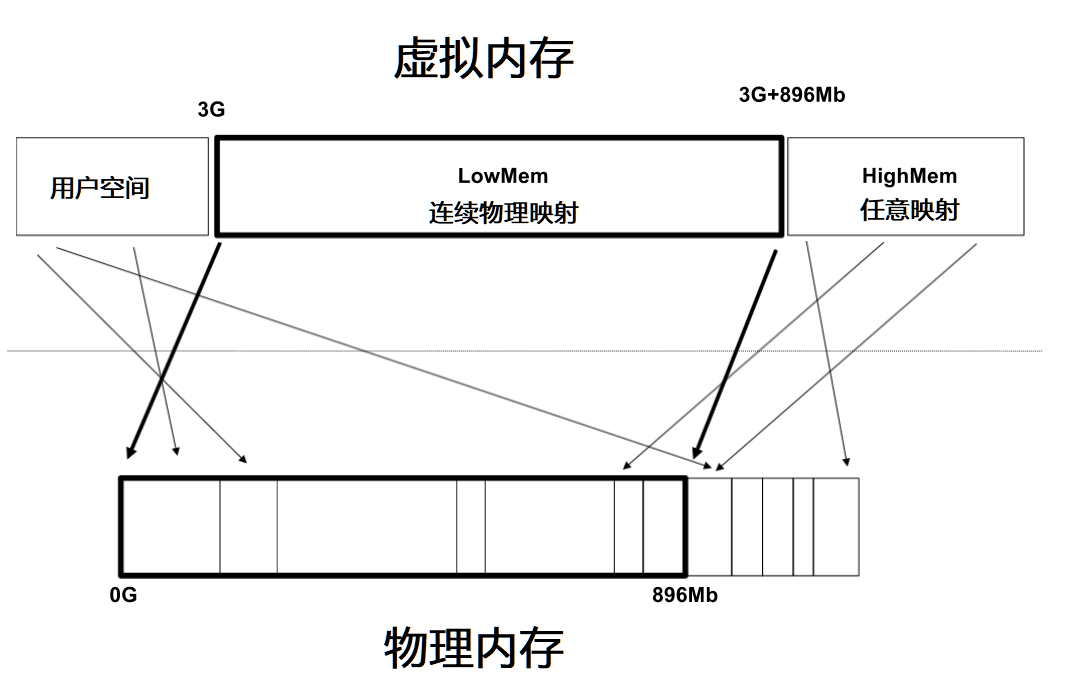 虚拟内存
3G
3G+896Mb
用户空间
LowMem
连续物理映射
HighMem
任意映射
0G
896Mb
物理内存